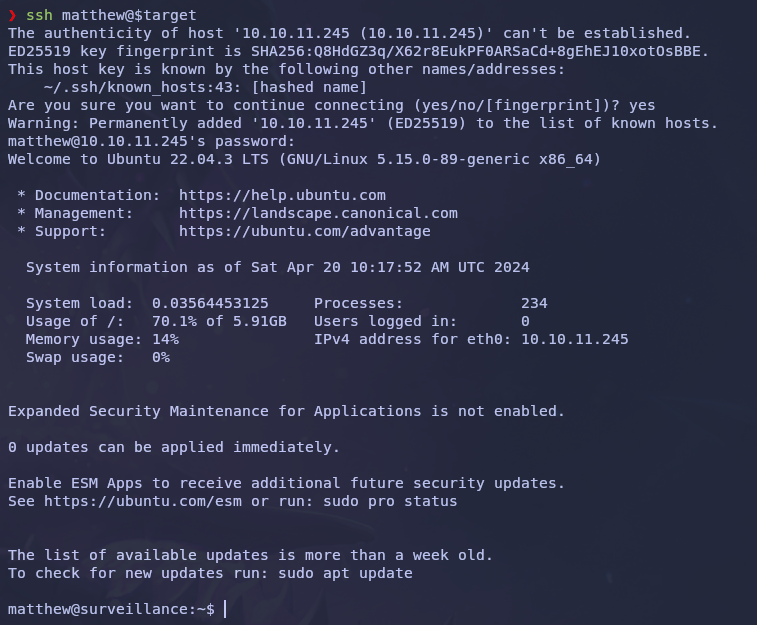 ❯ ssh matthew@$target
The authenticity of host '10.10.11.245 (10.10.11.245)' can't be established.
ED25519 key fingerprint is SHA256:Q8HdGZ3q/X62r8EukPF0ARSaCd+8gEhEJ10xotOsBBE.
This host key is known by the following other names/addresses:
    ~/.ssh/known_hosts:43: [hashed name]
Are you sure you want to continue connecting (yes/no/[fingerprint])? yes
Warning: Permanently added '10.10.11.245' (ED25519) to the list of known hosts.
matthew@10.10.11.245's password:
Welcome to Ubuntu 22.04.3 LTS (GNU/Linux 5.15.0-89-generic x86_64)
 * Documentation:  https://help.ubuntu.com
 * Management:     https://landscape.canonical.com
 * Support:        https://ubuntu.com/advantage
  System information as of Sat Apr 20 10:17:52 AM UTC 2024
  System load:  0.03564453125     Processes:             234
  Usage of /:   70.1% of 5.91GB   Users logged in:       0
  Memory usage: 14%               IPv4 address for eth0: 10.10.11.245
  Swap usage:   0%
Expanded Security Maintenance for Applications is not enabled.
0 updates can be applied immediately.
Enable ESM Apps to receive additional future security updates.
See https://ubuntu.com/esm or run: sudo pro status
The list of available updates is more than a week old.
To check for new updates run: sudo apt update
matthew@surveillance:~$